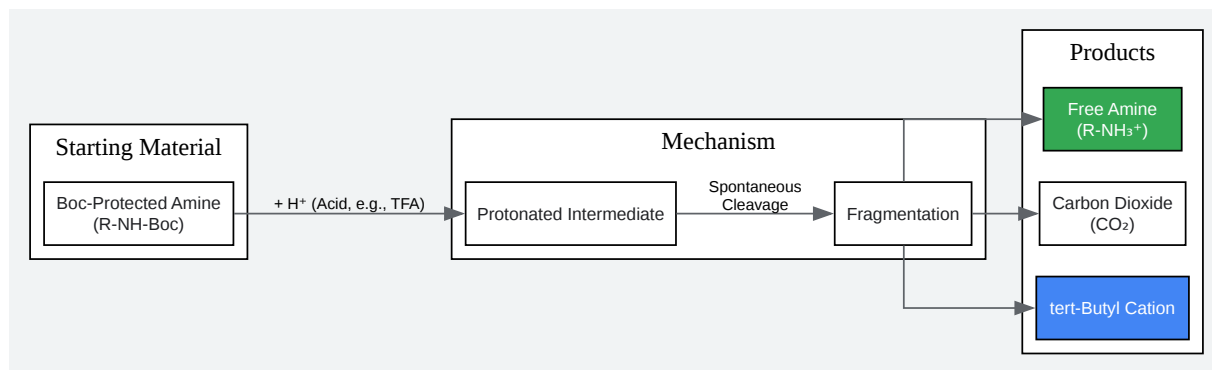 Starting Material
Boc-Protected Amine
(R-NH-Boc)
+ H⁺ (Acid, e.g., TFA)
Mechanism
Protonated Intermediate
Spontaneous
Cleavage
Fragmentation
Products
Free Amine
(R-NH₃⁺)
Carbon Dioxide
(CO₂)
tert-Butyl Cation